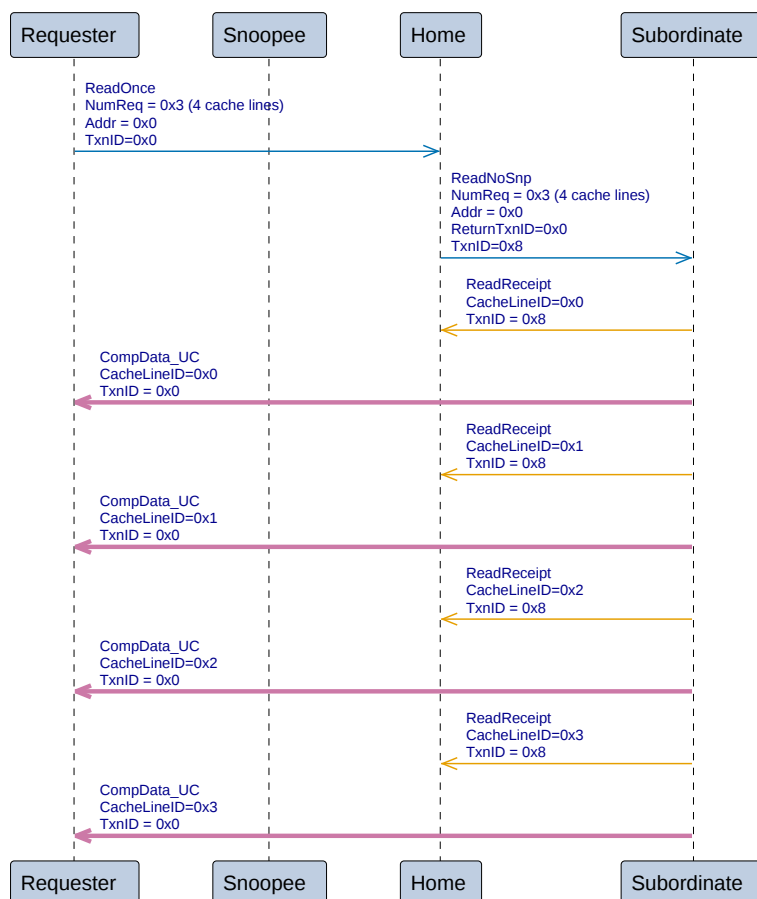 Requester Snoopee Home Subordinate
ReadOnce
NumReq = 0x3 (4 cache lines)
Addr = 0x0
TxnID=0x0
ReadNoSnp
NumReq = 0x3 (4 cache lines)
Addr = 0x0
ReturnTxnID=0x0
TxnID=0x8
ReadReceipt
CacheLineID=0x0
TxnID = 0x8
CompData_UC
CacheLineID=0x0
TxnID = 0x0
ReadReceipt
CacheLineID=0x1
TxnID = 0x8
CompData_UC
CacheLineID=0x1
TxnID = 0x0
ReadReceipt
CacheLineID=0x2
TxnID = 0x8
CompData_UC
CacheLineID=0x2
TxnID = 0x0
ReadReceipt
CacheLineID=0x3
TxnID = 0x8
CompData_UC
CacheLineID=0x3
TxnID = 0x0
Requester Snoopee Home Subordinate